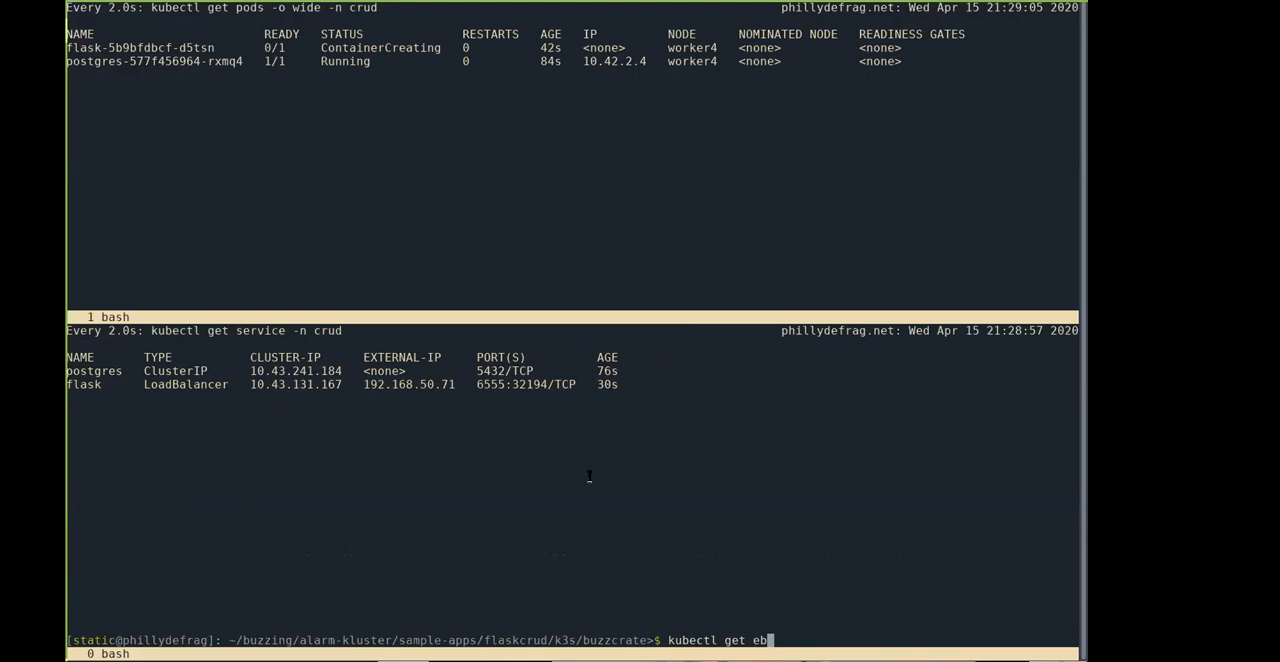 Every 2.0s: kubectl get pods -o wide -n crud phillydefrag.net: Wed Apr 15 21:29:05 2020
NAME READY STATUS RESTARTS AGE IP NODE NOMINATED NODE READINESS GATES
flask-5b9bfdbcf-d5tsn 0/1 ContainerCreating 0 42s <none> worker4 <none> <none>
postgres-577f456964-rxmq4 1/1 Running 0 84s 10.42.2.4 worker4 <none> <none>
1 bash
Every 2.0s: kubectl get service -n crud phillydefrag.net: Wed Apr 15 21:28:57 2020
NAME TYPE CLUSTER-IP EXTERNAL-IP PORT(S) AGE
postgres ClusterIP 10.43.241.184 <none> 5432/TCP 76s
flask LoadBalancer 10.43.131.167 192.168.50.71 6555:32194/TCP 30s
[static@phillydefrag]: ~/buzzing/alarm-kluster/sample-apps/flaskcrud/k3s/buzzcrate>$ kubectl get eb
0 bash